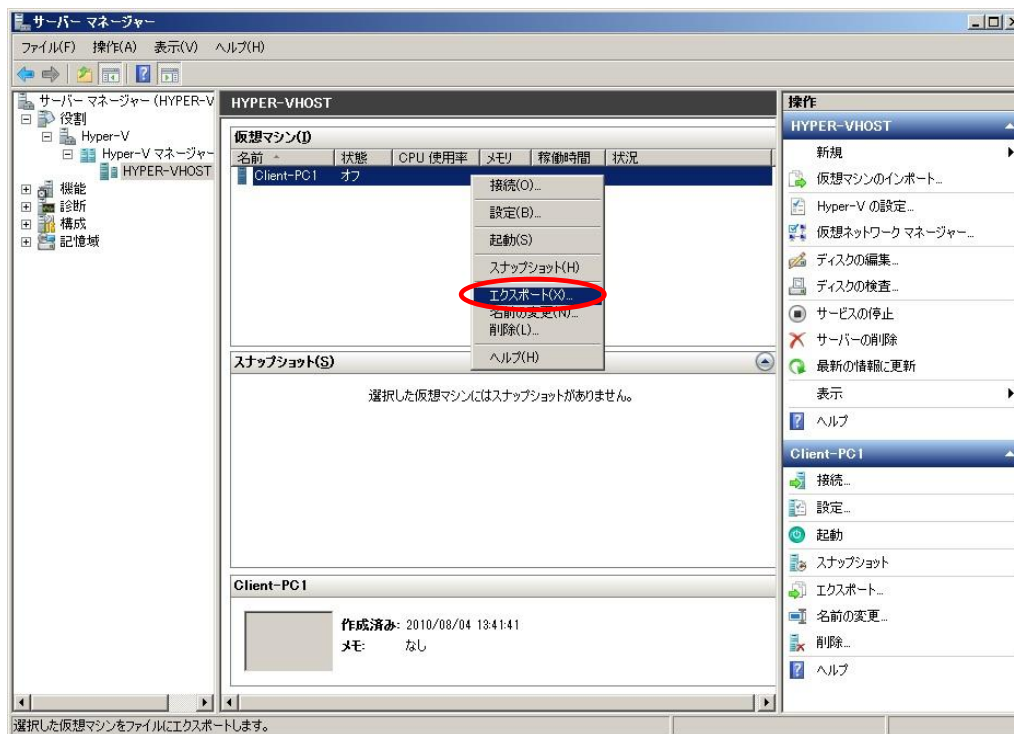 サーバー マネージャー
ファイル(F) 操作(A) 表示(V) ヘルプ(H)
サーバー マネージャー (HYPER-V
役割
Hyper-V
Hyper-V マネージャー
HYPER-VHOST
機能
診断
構成
記憶域
HYPER-VHOST
仮想マシン(I)
名前 状態 CPU 使用率 メモリ 稼働時間 状況
Client-PC1 オフ
接続(O)...
設定(B)...
起動(S)
スナップショット(H)
エクスポート(X)...
名前の変更(N)...
削除(L)...
ヘルプ(H)
スナップショット(S)
選択した仮想マシンにはスナップショットがありません。
Client-PC1
作成済み: 2010/08/04 13:41:41
メモ: なし
操作
HYPER-VHOST
新規
仮想マシンのインポート...
Hyper-V の設定...
仮想ネットワーク マネージャー...
ディスクの編集...
ディスクの検査...
サービスの停止
サーバーの削除
最新の情報に更新
表示
ヘルプ
Client-PC1
接続...
設定...
起動
スナップショット
エクスポート...
名前の変更...
削除...
ヘルプ
選択した仮想マシンをファイルにエクスポートします。